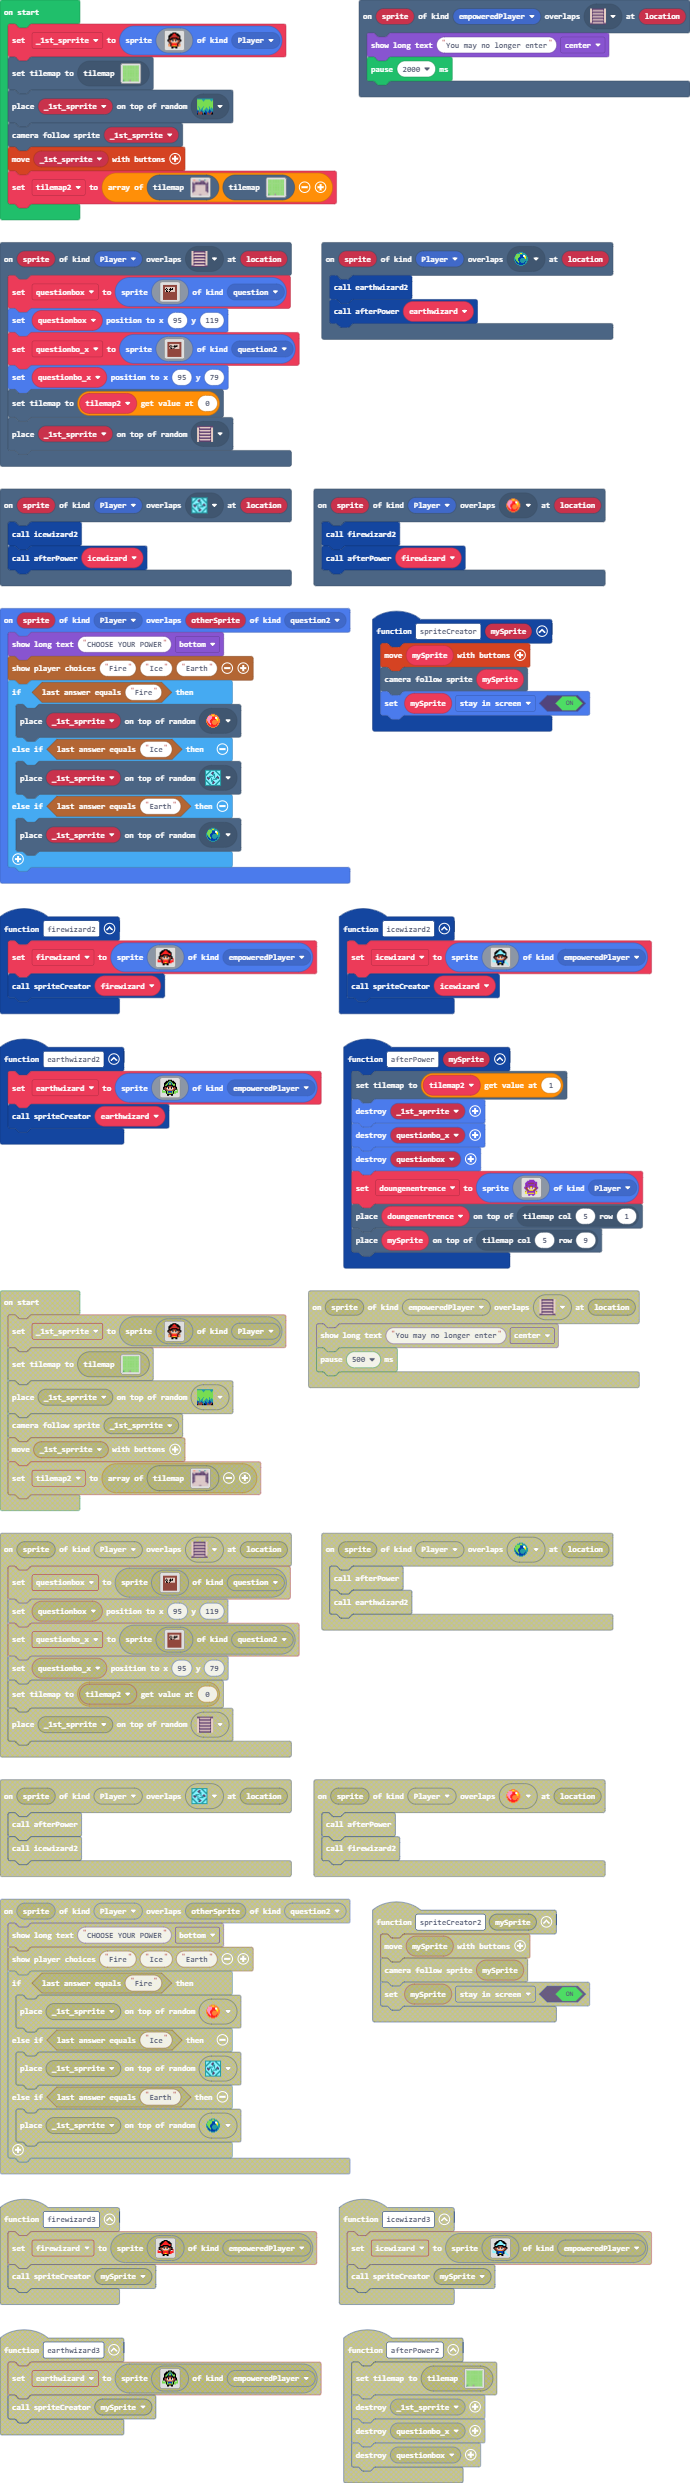 on start
set _1st_sprrite to sprite of kind Player
set tilemap to tilemap
place _1st_sprrite on top of random
camera follow sprite _1st_sprrite
move _1st_sprrite with buttons
set tilemap2 to array of tilemap tilemap
on sprite of kind empoweredPlayer overlaps at location
show long text "You may no longer enter" center
pause 2000 ms
on sprite of kind Player overlaps at location
set questionbox to sprite of kind question
set questionbox position to x 95 y 119
set questionbo_x to sprite of kind question2
set questionbo_x position to x 95 y 79
set tilemap to tilemap2 get value at 0
place _1st_sprrite on top of random
on sprite of kind Player overlaps at location
call earthwizard2
call afterPower earthwizard
on sprite of kind Player overlaps at location
call icewizard2
call afterPower icewizard
on sprite of kind Player overlaps at location
call firewizard2
call afterPower firewizard
on sprite of kind Player overlaps otherSprite of kind question2
show long text "CHOOSE YOUR POWER" bottom
show player choices "Fire" "Ice" "Earth"
if last answer equals "Fire" then
place _1st_sprrite on top of random
else if last answer equals "Ice" then
place _1st_sprrite on top of random
else if last answer equals "Earth" then
place _1st_sprrite on top of random
function spriteCreator mySprite
move mySprite with buttons
camera follow sprite mySprite
set mySprite stay in screen ON
function firewizard2
set firewizard to sprite of kind empoweredPlayer
call spriteCreator firewizard
function icewizard2
set icewizard to sprite of kind empoweredPlayer
call spriteCreator icewizard
function earthwizard2
set earthwizard to sprite of kind empoweredPlayer
call spriteCreator earthwizard
function afterPower mySprite
set tilemap to tilemap2 get value at 1
destroy _1st_sprrite
destroy questionbo_x
destroy questionbox
set doungenentrence to sprite of kind Player
place doungenentrence on top of tilemap col 5 row 1
place mySprite on top of tilemap col 5 row 9
on start
set _1st_sprrite to sprite of kind Player
set tilemap to tilemap
place _1st_sprrite on top of random
camera follow sprite _1st_sprrite
move _1st_sprrite with buttons
set tilemap2 to array of tilemap
on sprite of kind empoweredPlayer overlaps at location
show long text "You may no longer enter" center
pause 500 ms
on sprite of kind Player overlaps at location
set questionbox to sprite of kind question
set questionbox position to x 95 y 119
set questionbo_x to sprite of kind question2
set questionbo_x position to x 95 y 79
set tilemap to tilemap2 get value at 0
place _1st_sprrite on top of random
on sprite of kind Player overlaps at location
call afterPower
call earthwizard2
on sprite of kind Player overlaps at location
call afterPower
call icewizard2
on sprite of kind Player overlaps at location
call afterPower
call firewizard2
on sprite of kind Player overlaps otherSprite of kind question2
show long text "CHOOSE YOUR POWER" bottom
show player choices "Fire" "Ice" "Earth"
if last answer equals "Fire" then
place _1st_sprrite on top of random
else if last answer equals "Ice" then
place _1st_sprrite on top of random
else if last answer equals "Earth" then
place _1st_sprrite on top of random
function spriteCreator2 mySprite
move mySprite with buttons
camera follow sprite mySprite
set mySprite stay in screen ON
function firewizard3
set firewizard to sprite of kind empoweredPlayer
call spriteCreator mySprite
function icewizard3
set icewizard to sprite of kind empoweredPlayer
call spriteCreator mySprite
function earthwizard3
set earthwizard to sprite of kind empoweredPlayer
call spriteCreator mySprite
function afterPower2
set tilemap to tilemap
destroy _1st_sprrite
destroy questionbo_x
destroy questionbox